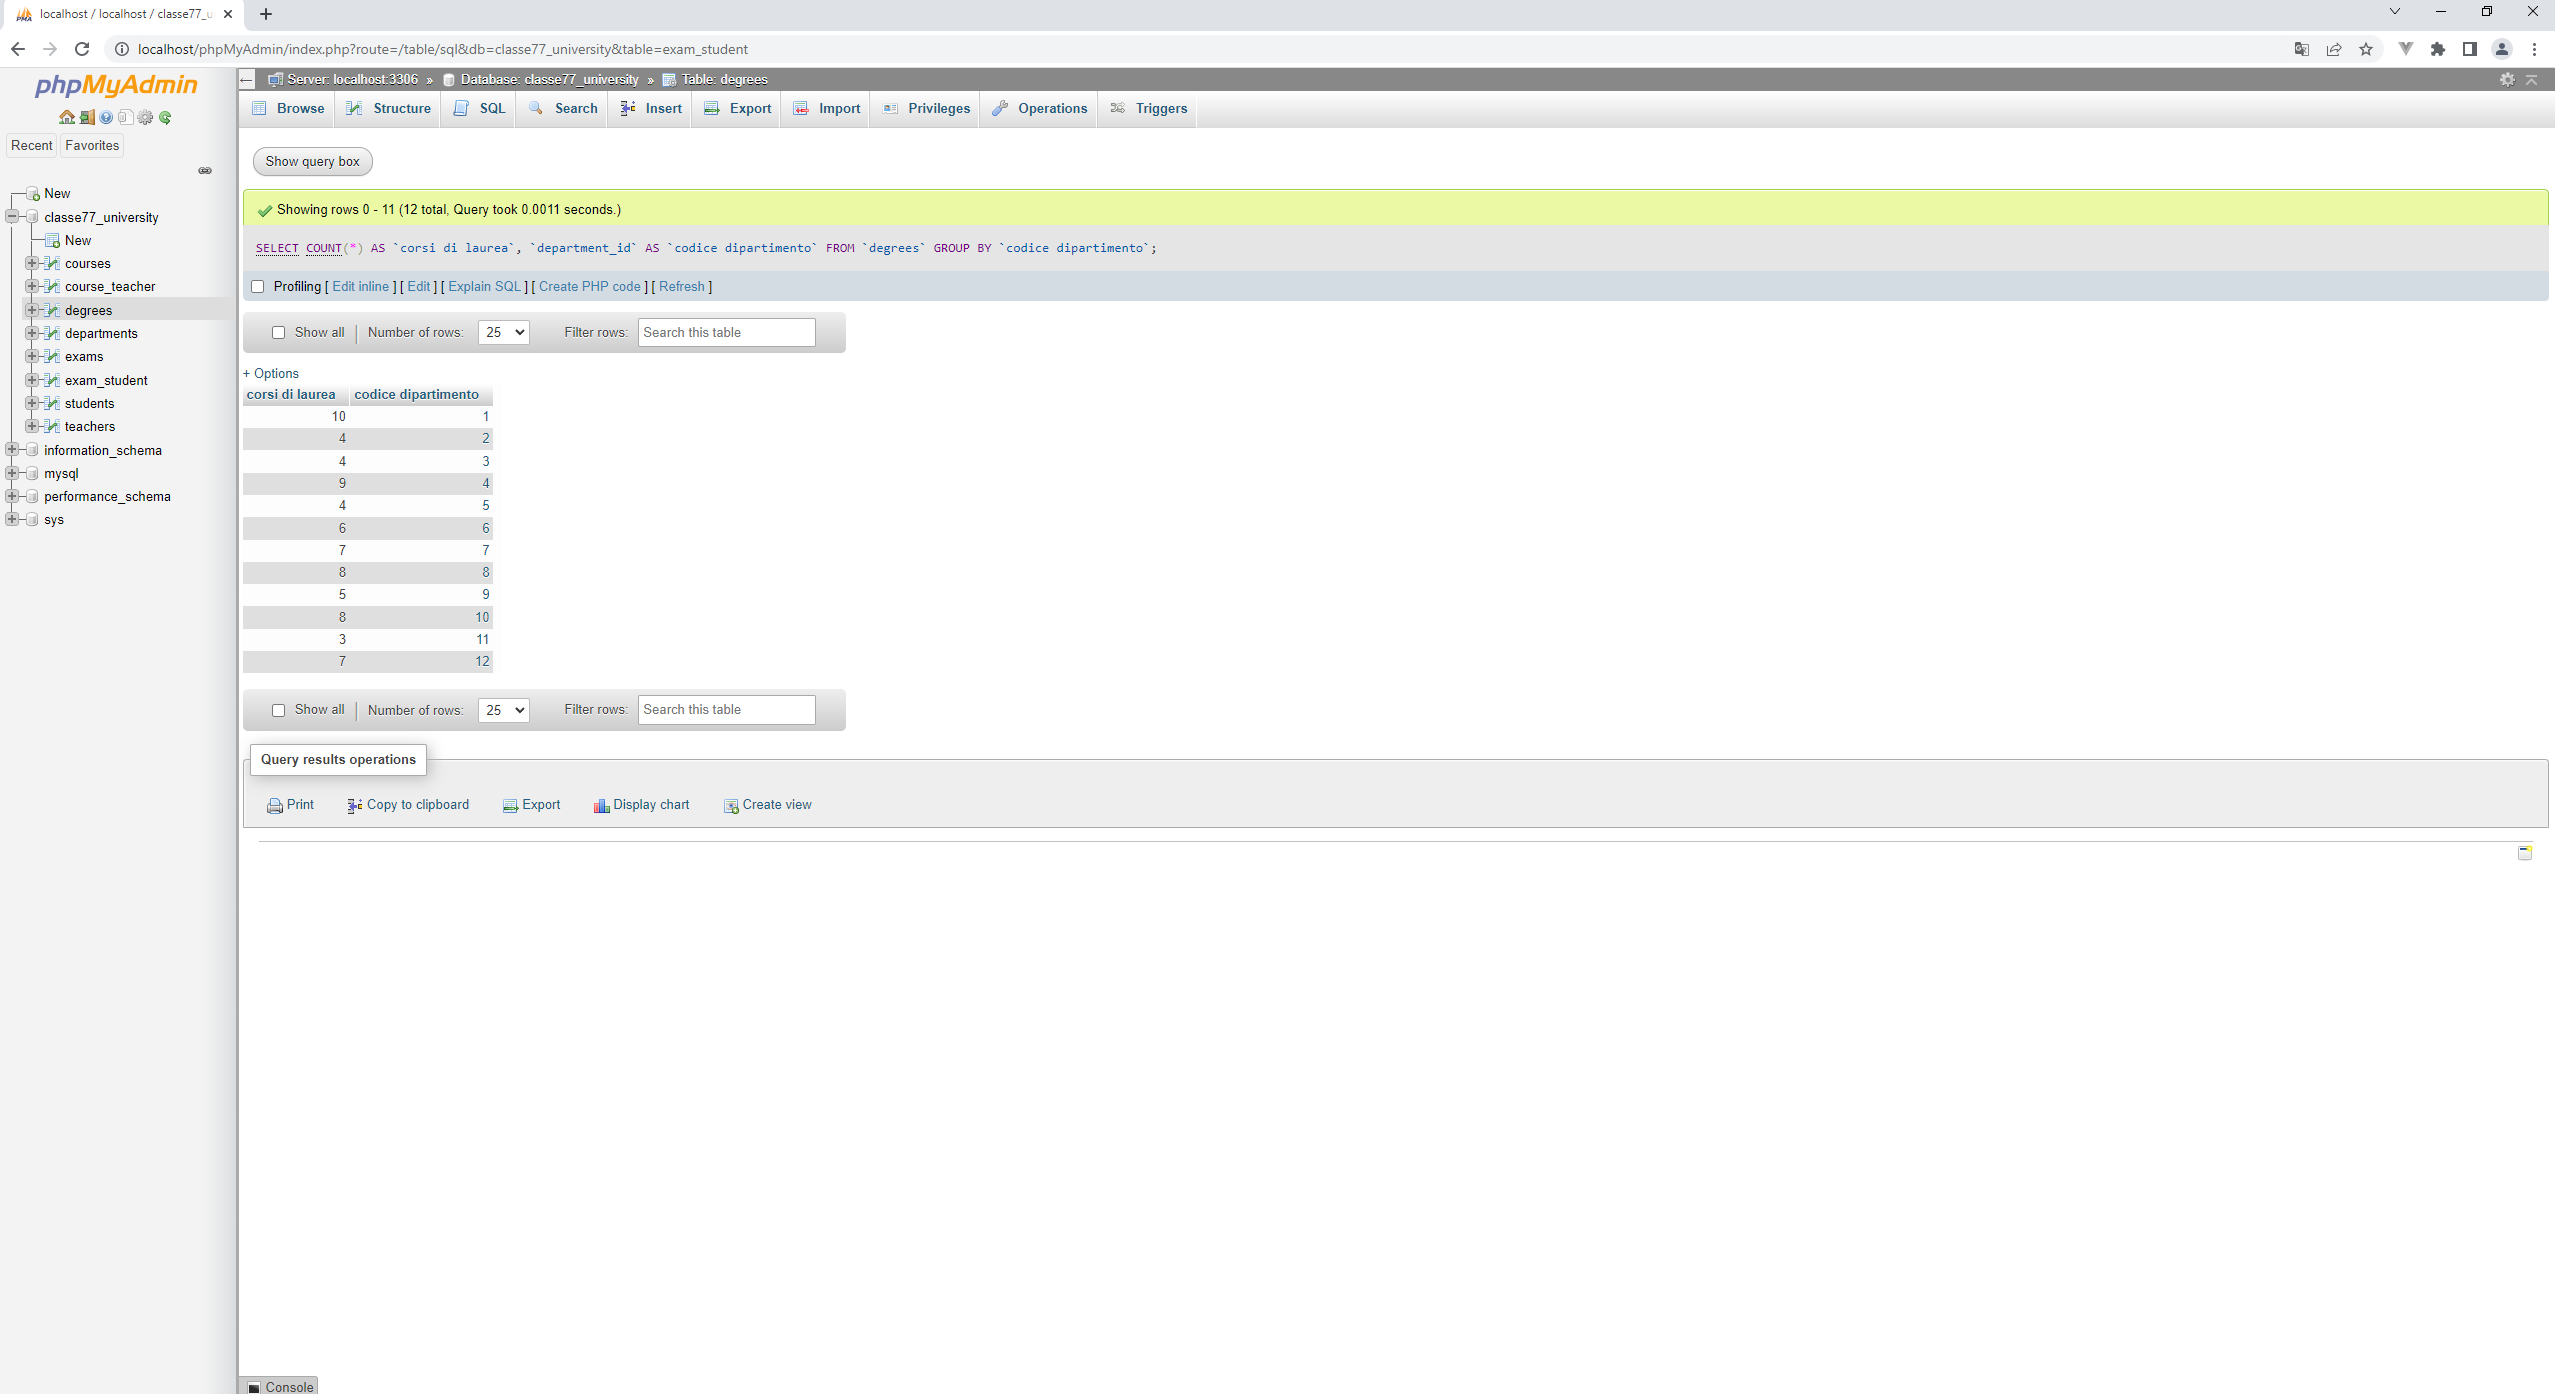 localhost / localhost / classe77_u
localhost/phpMyAdmin/index.php?route=/table/sql&db=classe77_university&table=exam_student
phpMyAdmin
Recent Favorites
New
classe77_university
New
courses
course_teacher
degrees
departments
exams
exam_student
students
teachers
information_schema
mysql
performance_schema
sys
Server: localhost:3306 » Database: classe77_university » Table: degrees
Browse Structure SQL Search Insert Export Import Privileges Operations Triggers
Show query box
Showing rows 0 - 11 (12 total, Query took 0.0011 seconds.)
SELECT COUNT(*) AS `corsi di laurea`, `department_id` AS `codice dipartimento` FROM `degrees` GROUP BY `codice dipartimento`;
Profiling [ Edit inline ] [ Edit ] [ Explain SQL ] [ Create PHP code ] [ Refresh ]
Show all Number of rows: 25 Filter rows: Search this table
+ Options
corsi di laurea codice dipartimento
10 1
4 2
4 3
9 4
4 5
6 6
7 7
8 8
5 9
8 10
3 11
7 12
Show all Number of rows: 25 Filter rows: Search this table
Query results operations
Print Copy to clipboard Export Display chart Create view
Console